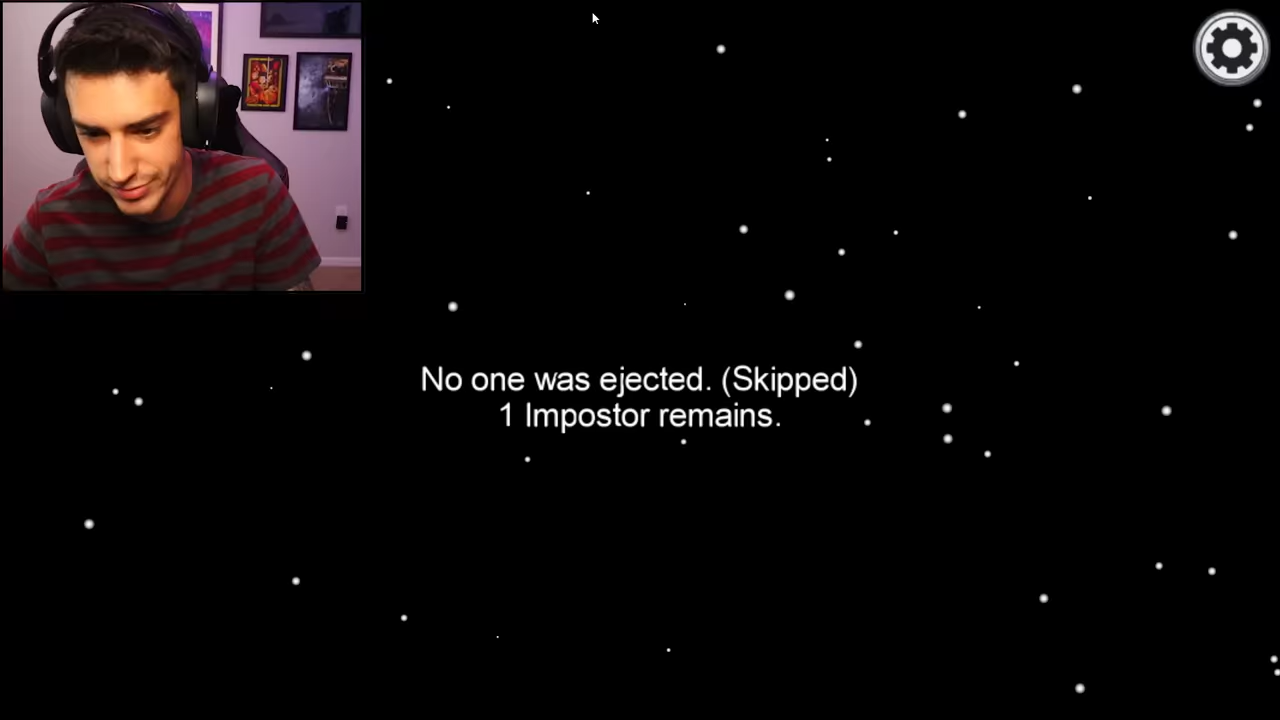 No one was ejected. (Skipped)
1 Impostor remains.